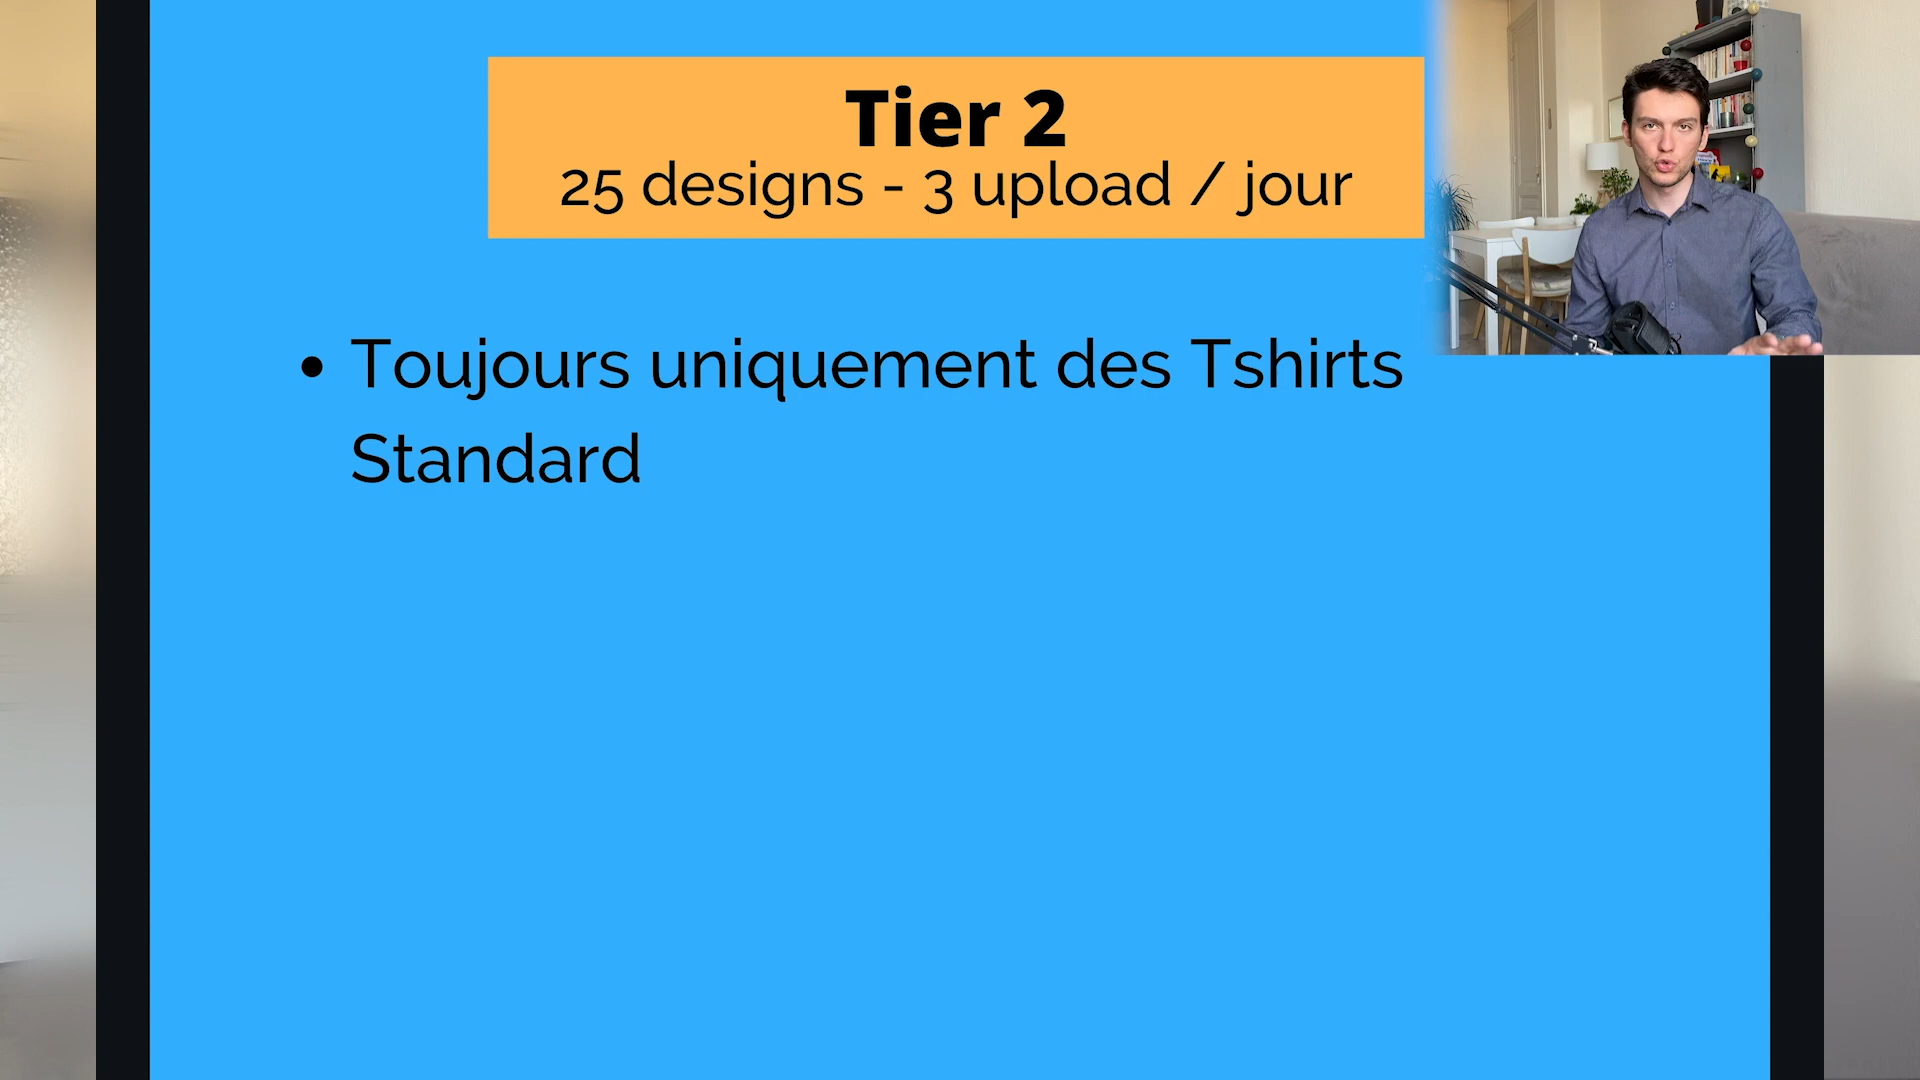 Tier 2
25 designs - 3 upload / jour
• Toujours uniquement des Tshirts
Standard